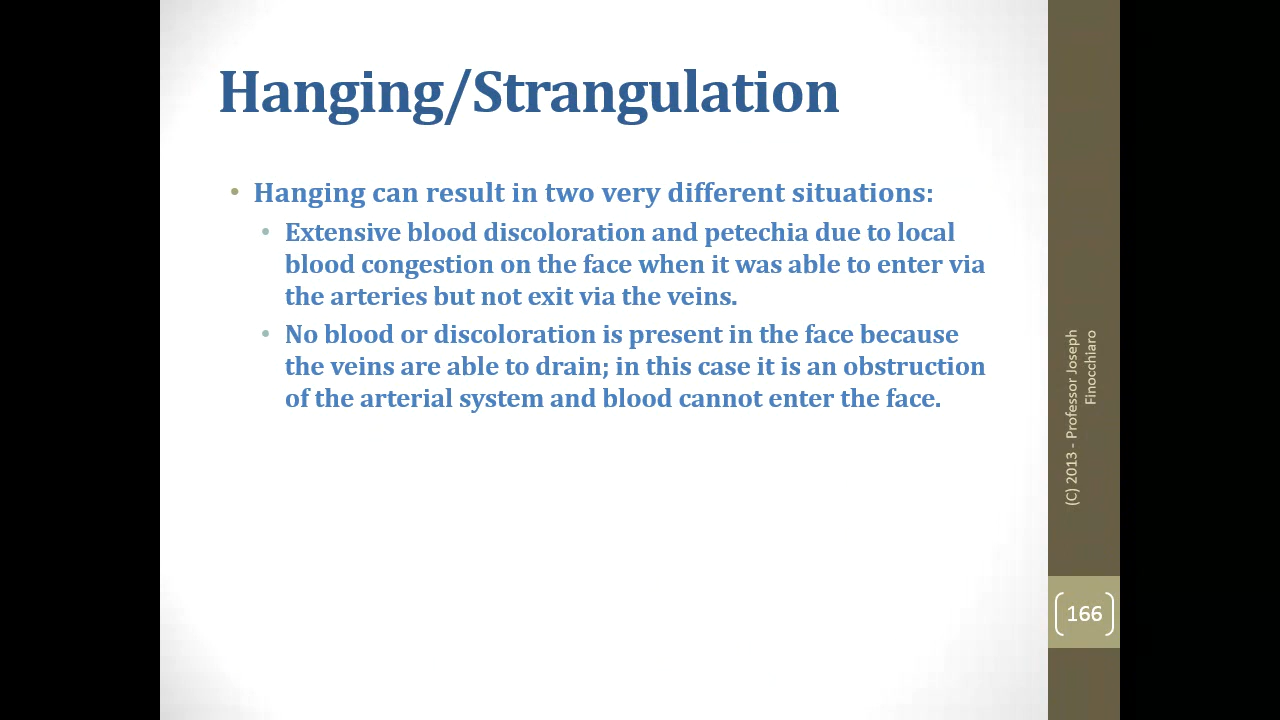 Hanging/Strangulation
• Hanging can result in two very different situations:
• Extensive blood discoloration and petechia due to local
blood congestion on the face when it was able to enter via
the arteries but not exit via the veins.
• No blood or discoloration is present in the face because
the veins are able to drain; in this case it is an obstruction
of the arterial system and blood cannot enter the face.
(C) 2013 - Professor Joseph
Finocchiaro
166